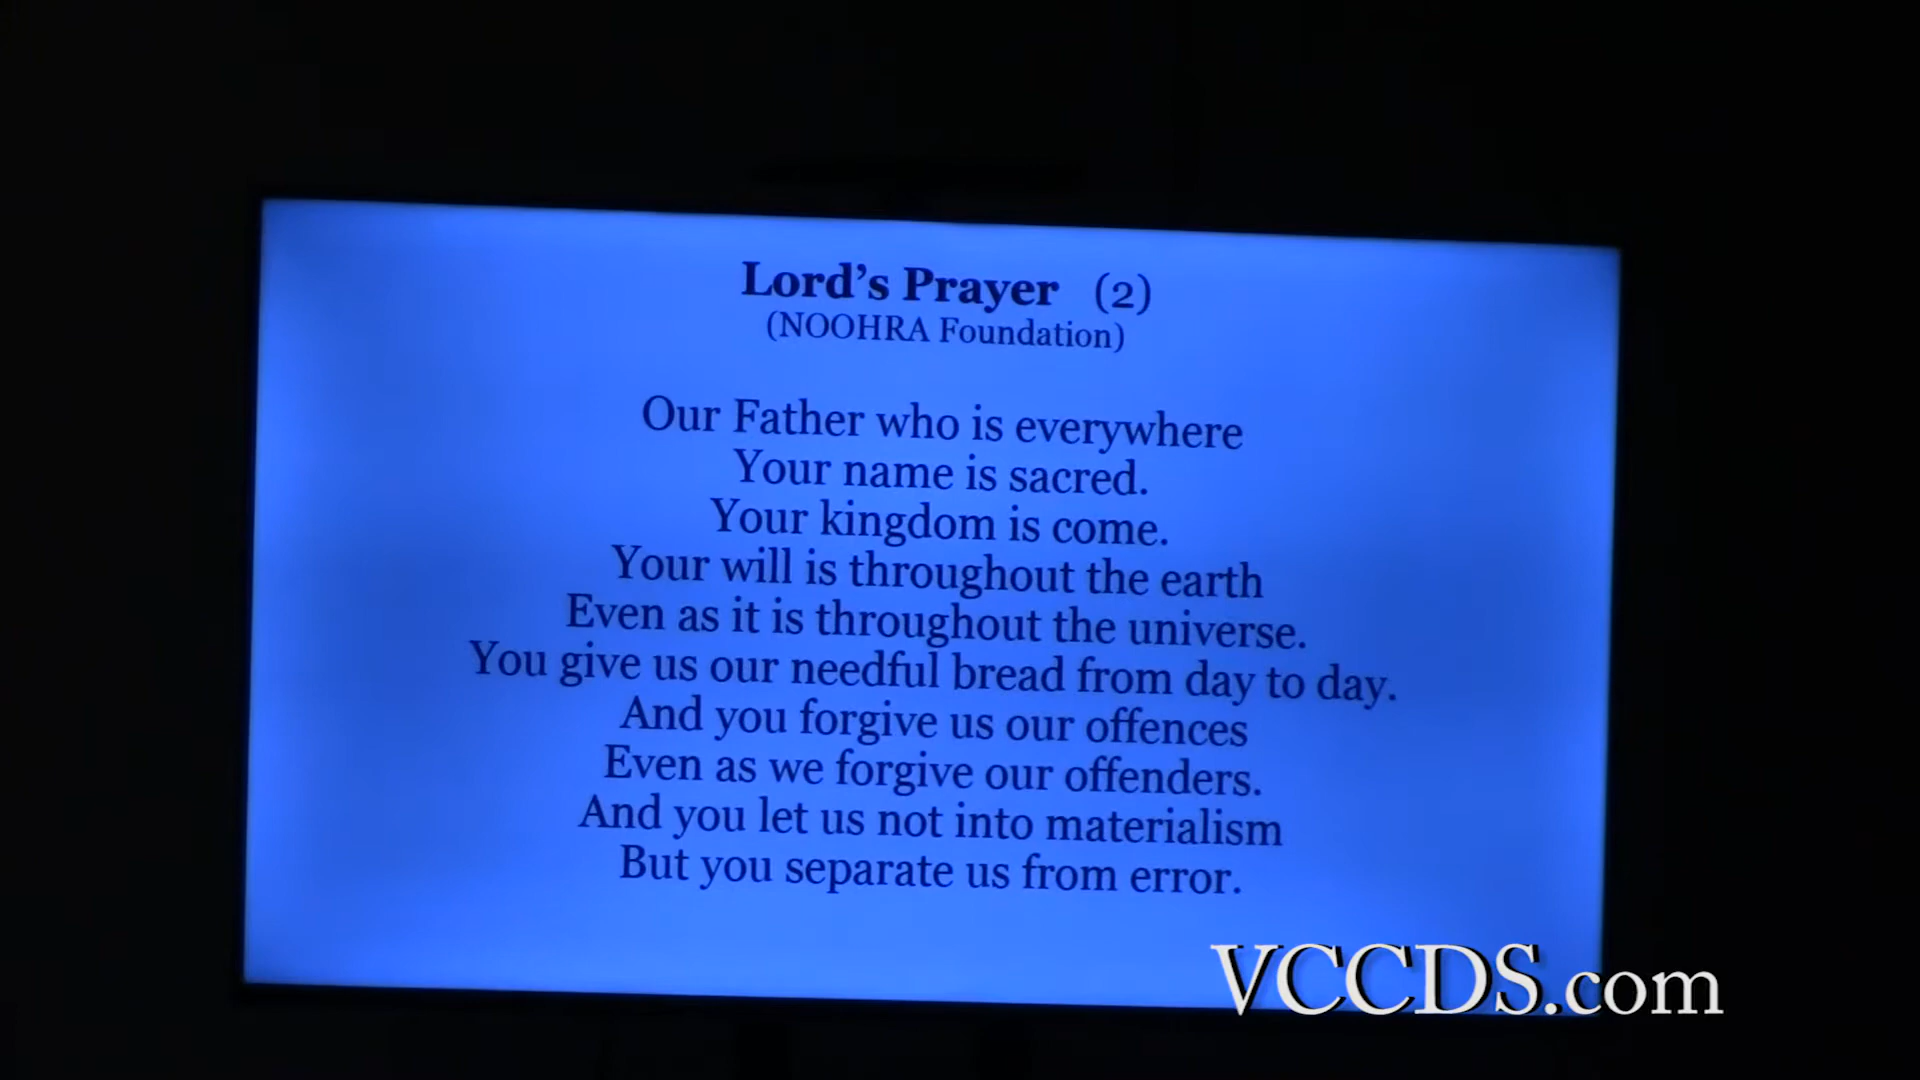 Lord's Prayer (2)
(NOOHRA Foundation)
Our Father who is everywhere
Your name is sacred.
Your kingdom is come.
Your will is throughout the earth
Even as it is throughout the universe.
You give us our needful bread from day to day.
And you forgive us our offences
Even as we forgive our offenders.
And you let us not into materialism
But you separate us from error.
VCCDS.com